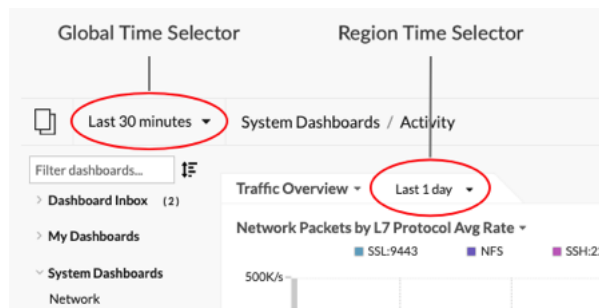 Global Time Selector Region Time Selector
Last 30 minutes System Dashboards / Activity
Filter dashboards...
Dashboard Inbox (2)
My Dashboards
System Dashboards
Network
Traffic Overview Last 1 day
Network Packets by L7 Protocol Avg Rate
SSL:9443 NFS
500K/s